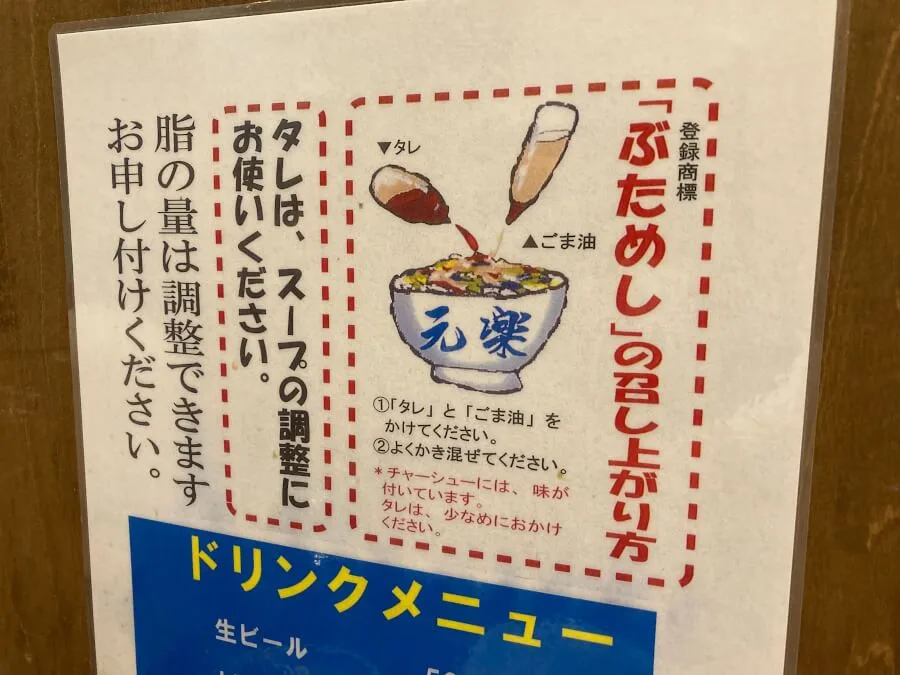 登録商標
「ぶためし」の召し上がり方
▼タレ
▲ごま油
元楽
①「タレ」と「ごま油」を
かけてください。
②よくかき混ぜてください。
*チャーシューには、味が
付いています。
タレは、少なめにおかけ
ください。
タレは、スープの調整に
お使いください。
脂の量は調整できます
お申し付けください。
ドリンクメニュー
生ビール